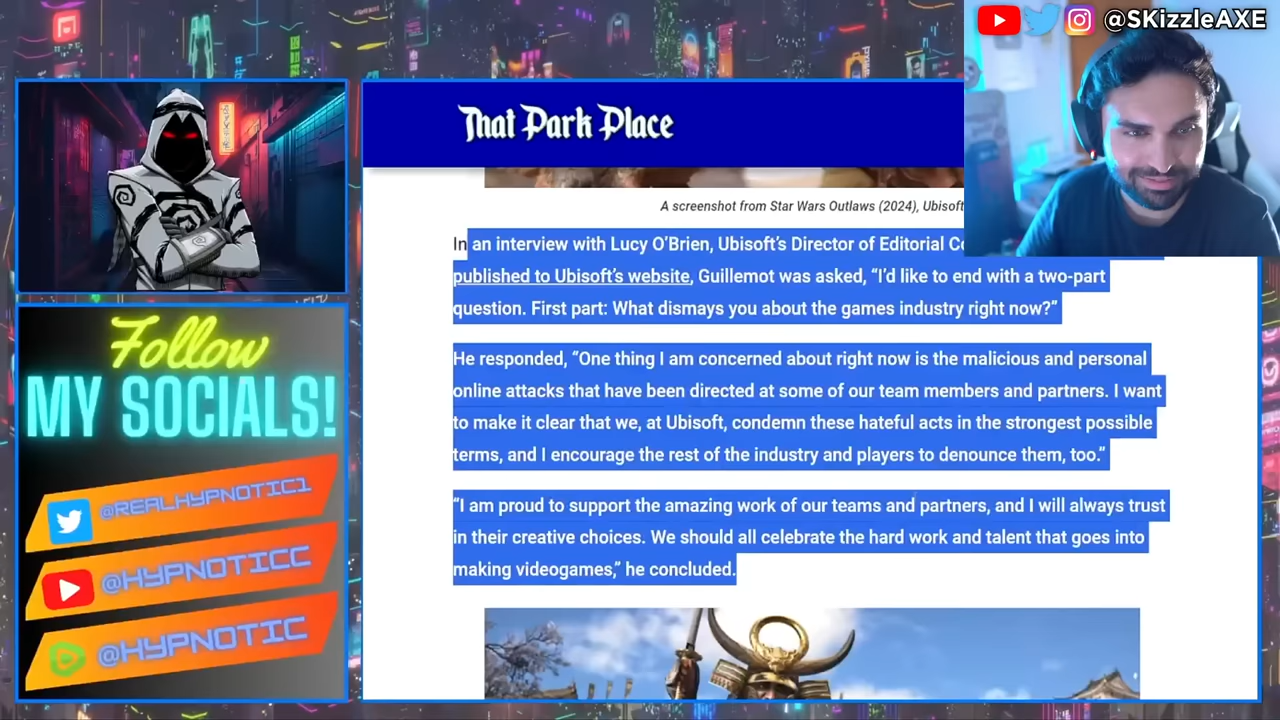 @SKizzleAXE
That Park Place
A screenshot from Star Wars Outlaws (2024), Ubisoft
In an interview with Lucy O’Brien, Ubisoft’s Director of Editorial
published to Ubisoft’s website, Guillemot was asked, “I’d like to end with a two-part
question. First part: What dismays you about the games industry right now?”
He responded, “One thing I am concerned about right now is the malicious and personal
online attacks that have been directed at some of our team members and partners. I want
to make it clear that we, at Ubisoft, condemn these hateful acts in the strongest possible
terms, and I encourage the rest of the industry and players to denounce them, too.”
“I am proud to support the amazing work of our teams and partners, and I will always trust
in their creative choices. We should all celebrate the hard work and talent that goes into
making videogames,” he concluded.
Follow
MY SOCIALS!
@REALHYPNOTIC1
@HYPNOTICC
@HYPNOTIC